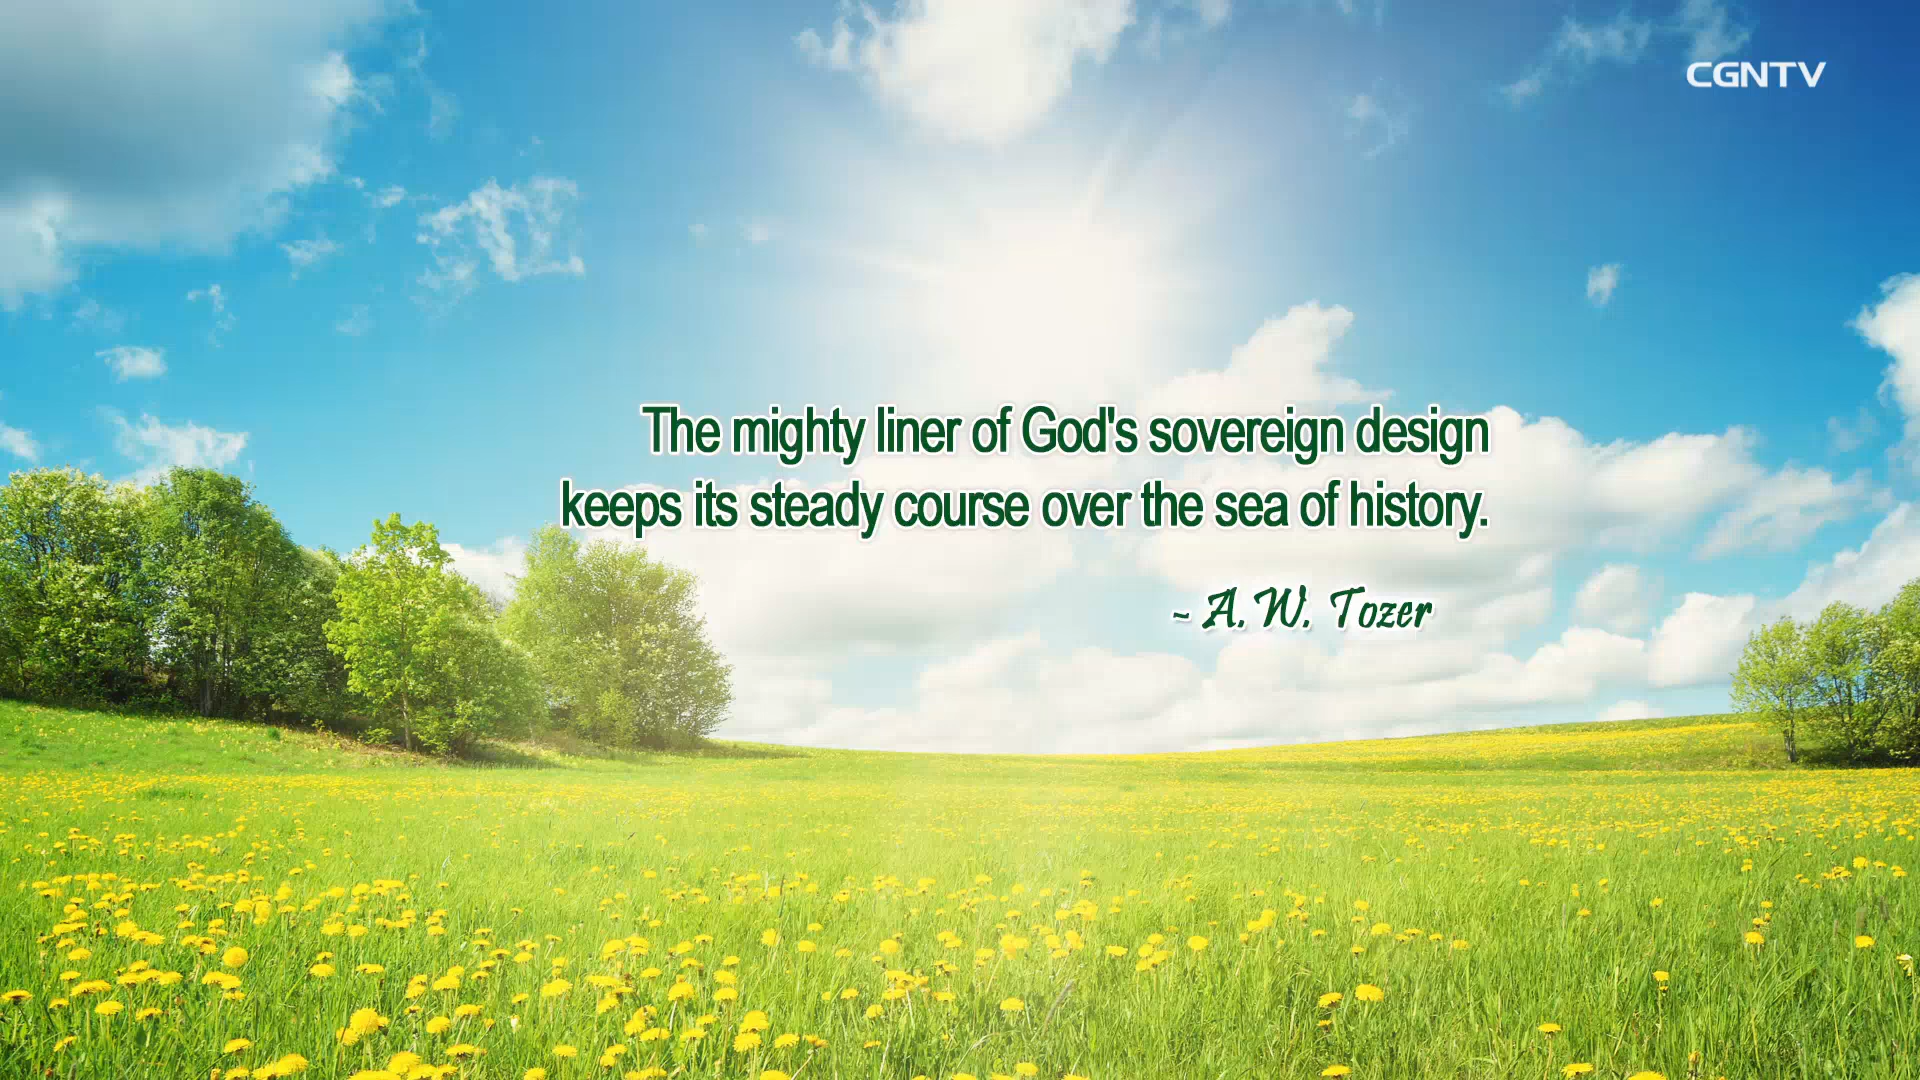 CGNTV
The mighty liner of God's sovereign design
keeps its steady course over the sea of history.
~ A.W. Tozer